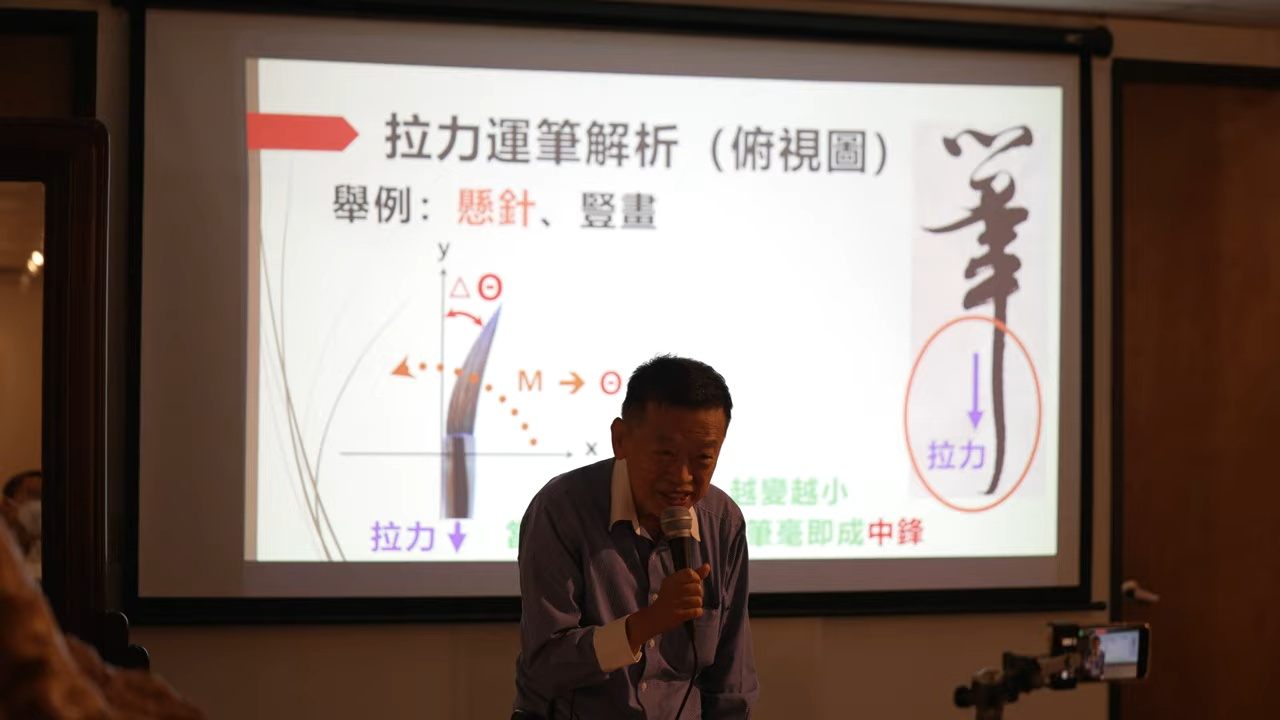 拉力運筆解析（俯視圖）
舉例：懸針、豎畫
y
△Θ
M → Θ
x
拉力
越變越小
筆毫即成中鋒
筆
拉力